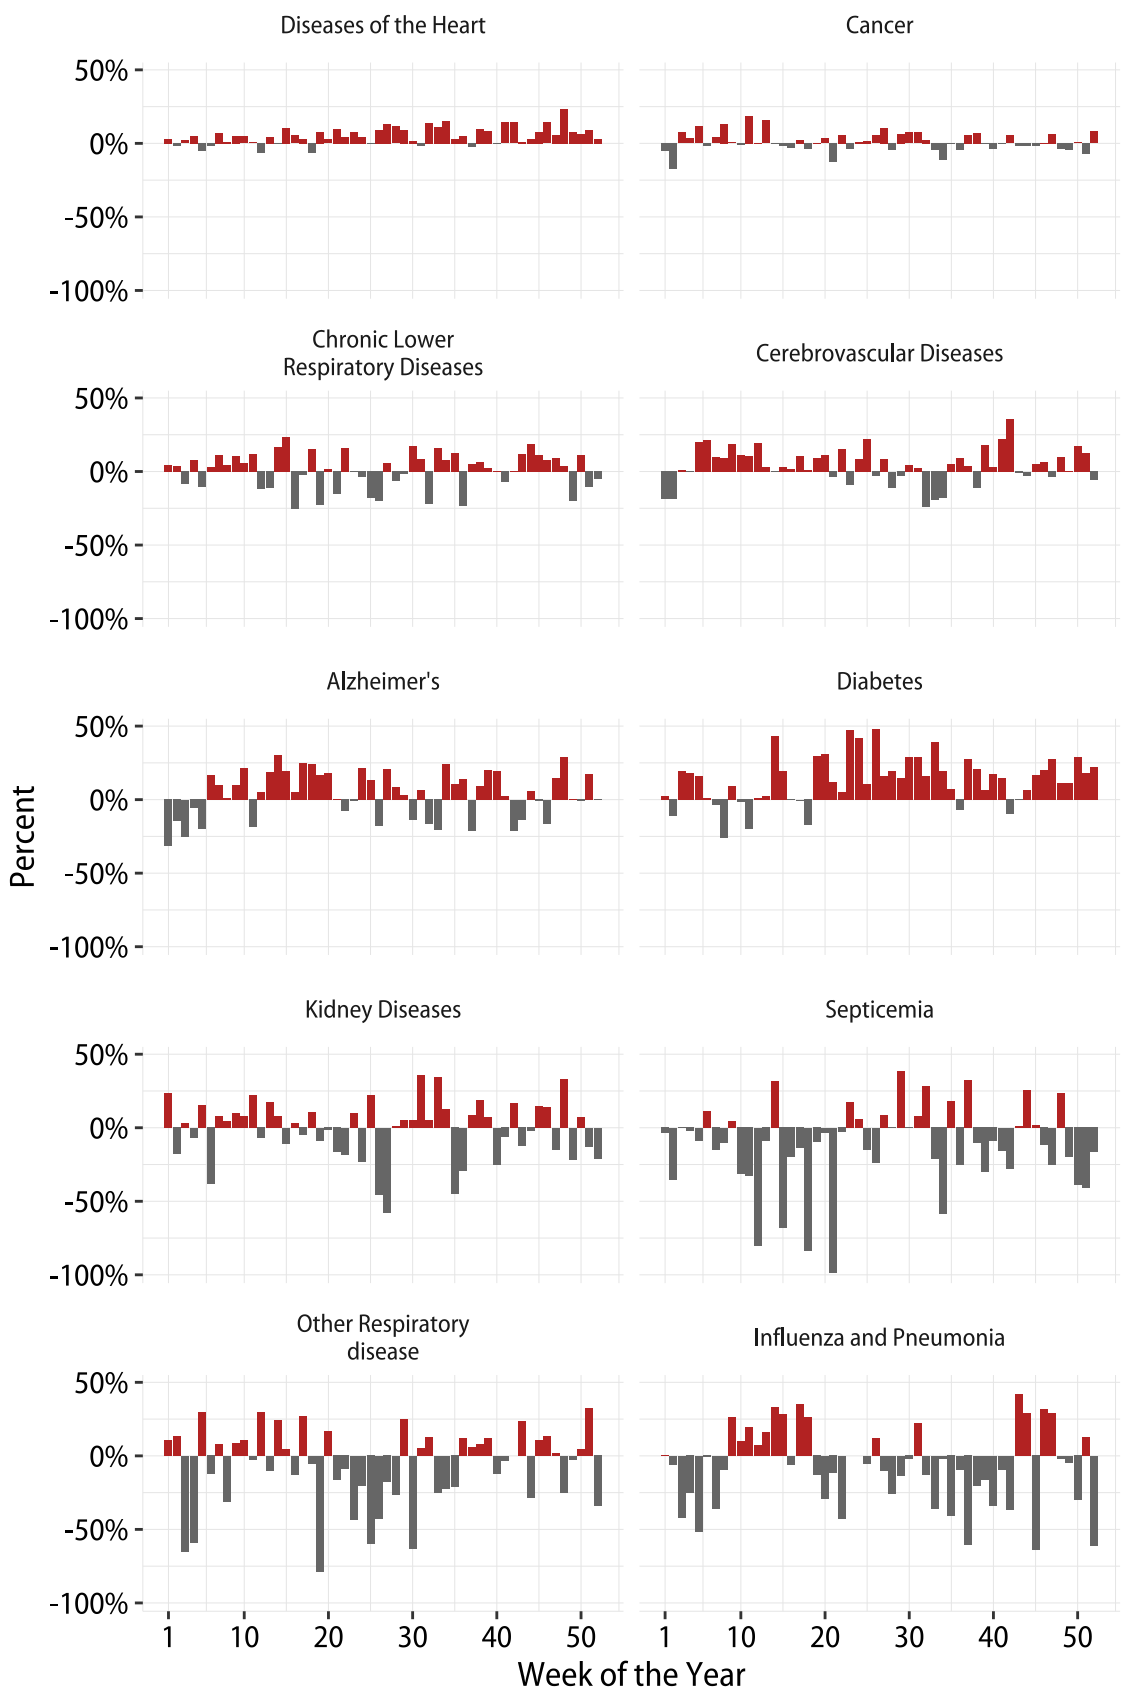 Diseases of the Heart
Cancer
50%
0%
-50%
-100%
Chronic Lower
Respiratory Diseases
Cerebrovascular Diseases
50%
0%
-50%
-100%
Alzheimer's
Diabetes
50%
0%
-50%
-100%
Percent
Kidney Diseases
Septicemia
50%
0%
-50%
-100%
Other Respiratory
disease
Influenza and Pneumonia
50%
0%
-50%
-100%
1 10 20 30 40 50
1 10 20 30 40 50
Week of the Year